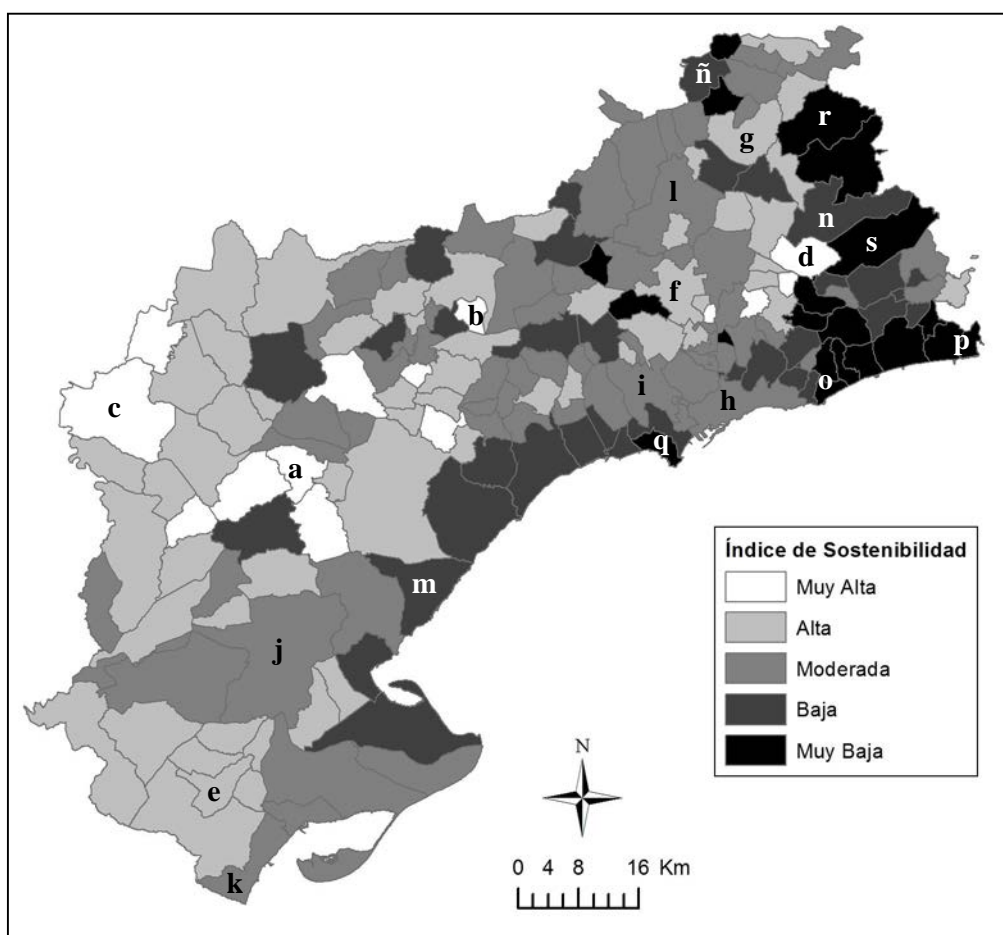 ñ
r
g
l
n
s
d
f
b
p
i
o
h
c
q
a
m
j
e
k
Índice de Sostenibilidad
Muy Alta
Alta
Moderada
Baja
Muy Baja
N
0 4 8 16 Km